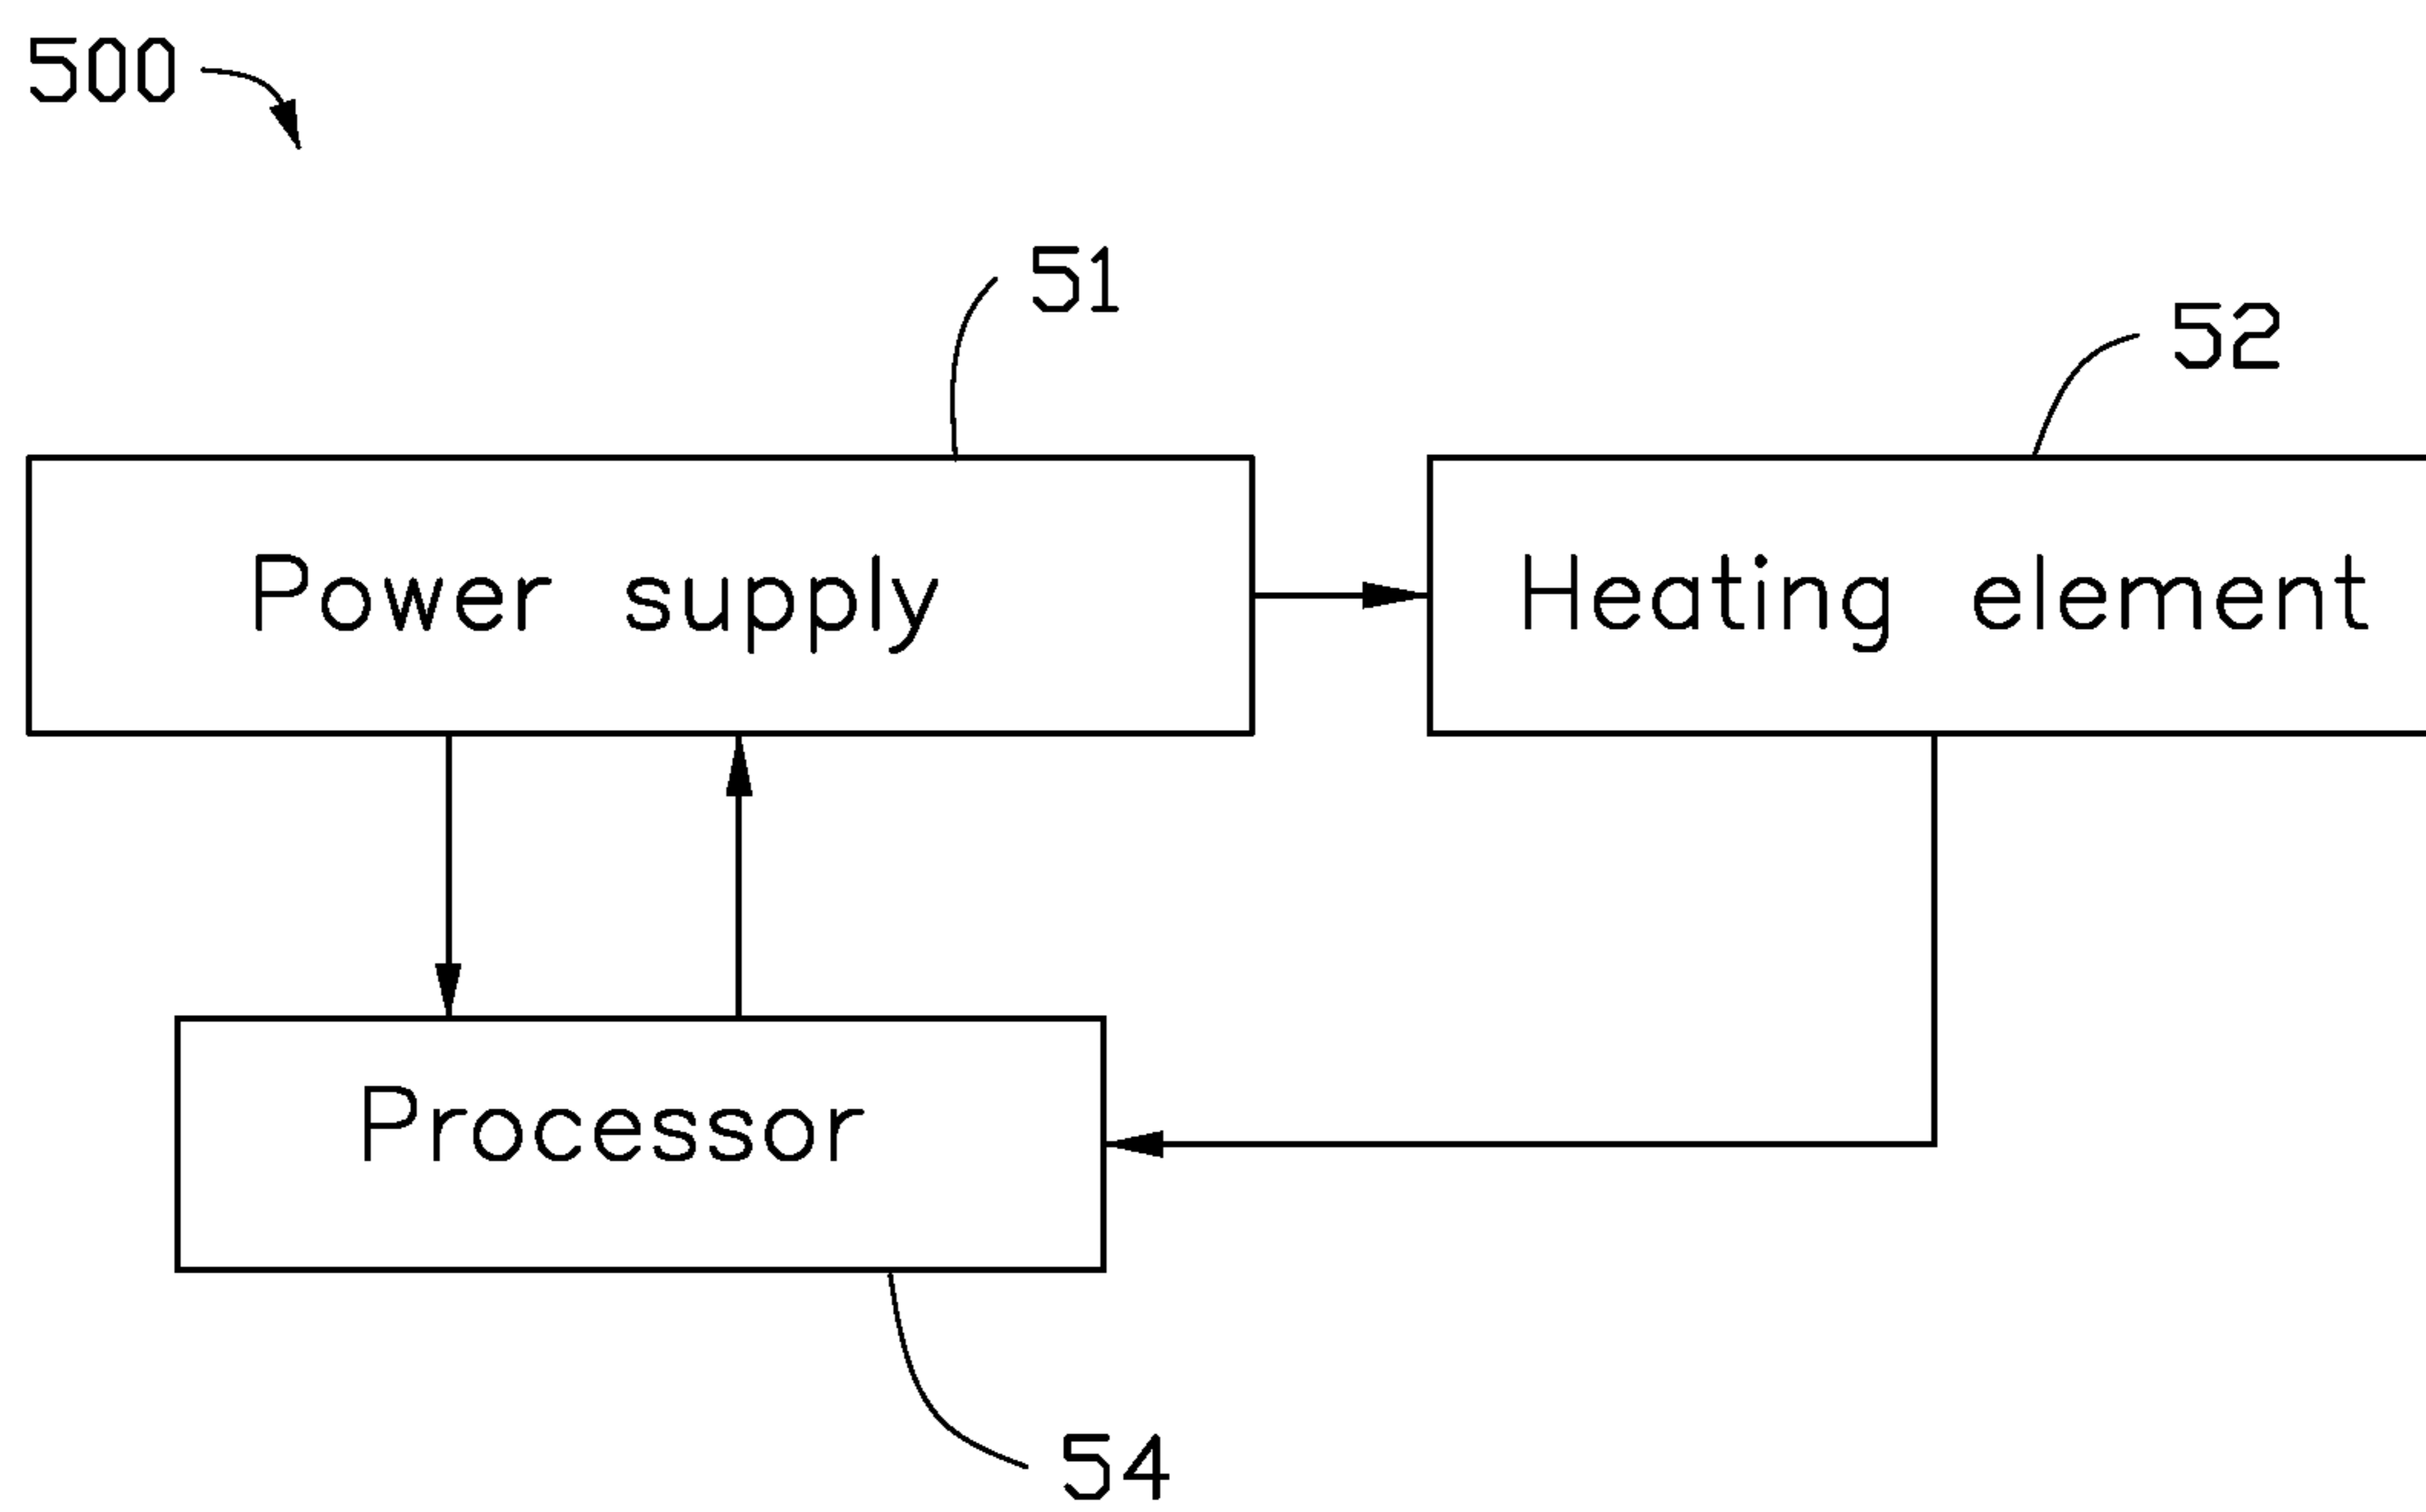 500
51
52
Power supply
Heating element
Processor
54